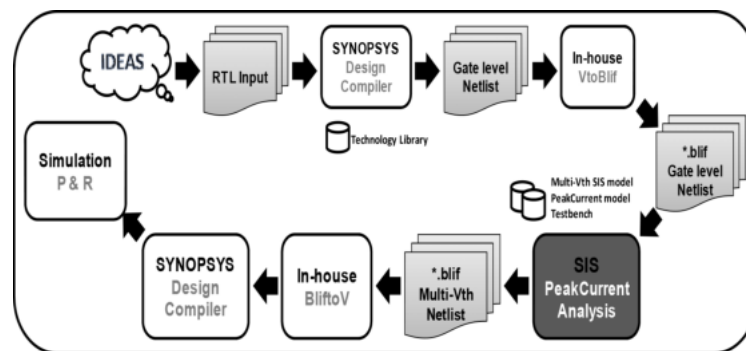 IDEAS
RTL Input
SYNOPSYS
Design
Compiler
Gate level
Netlist
In-house
VtoBlif
Technology Library
*.blif
Gate level
Netlist
Multi-Vth SIS model
PeakCurrent model
Testbench
SIS
PeakCurrent
Analysis
*.blif
Multi-Vth
Netlist
In-house
BliftoV
SYNOPSYS
Design
Compiler
Simulation
P & R